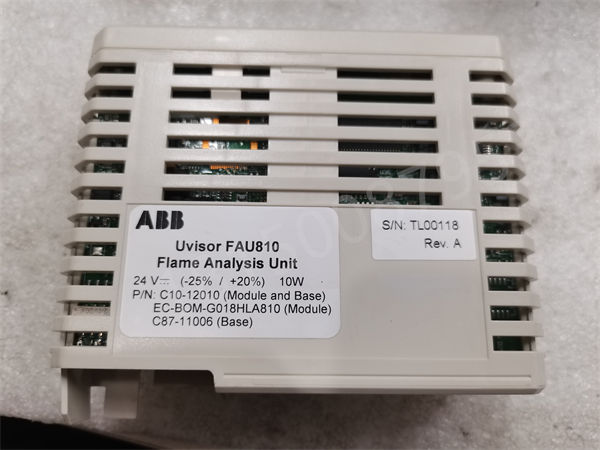 ABB
Uvisor FAU810
Flame Analysis Unit
24 V⎓ (-25% / +20%) 10W
P/N: C10-12010 (Module and Base)
EC-BOM-G018HLA810 (Module)
C87-11006 (Base)
S/N: TL00118
Rev. A